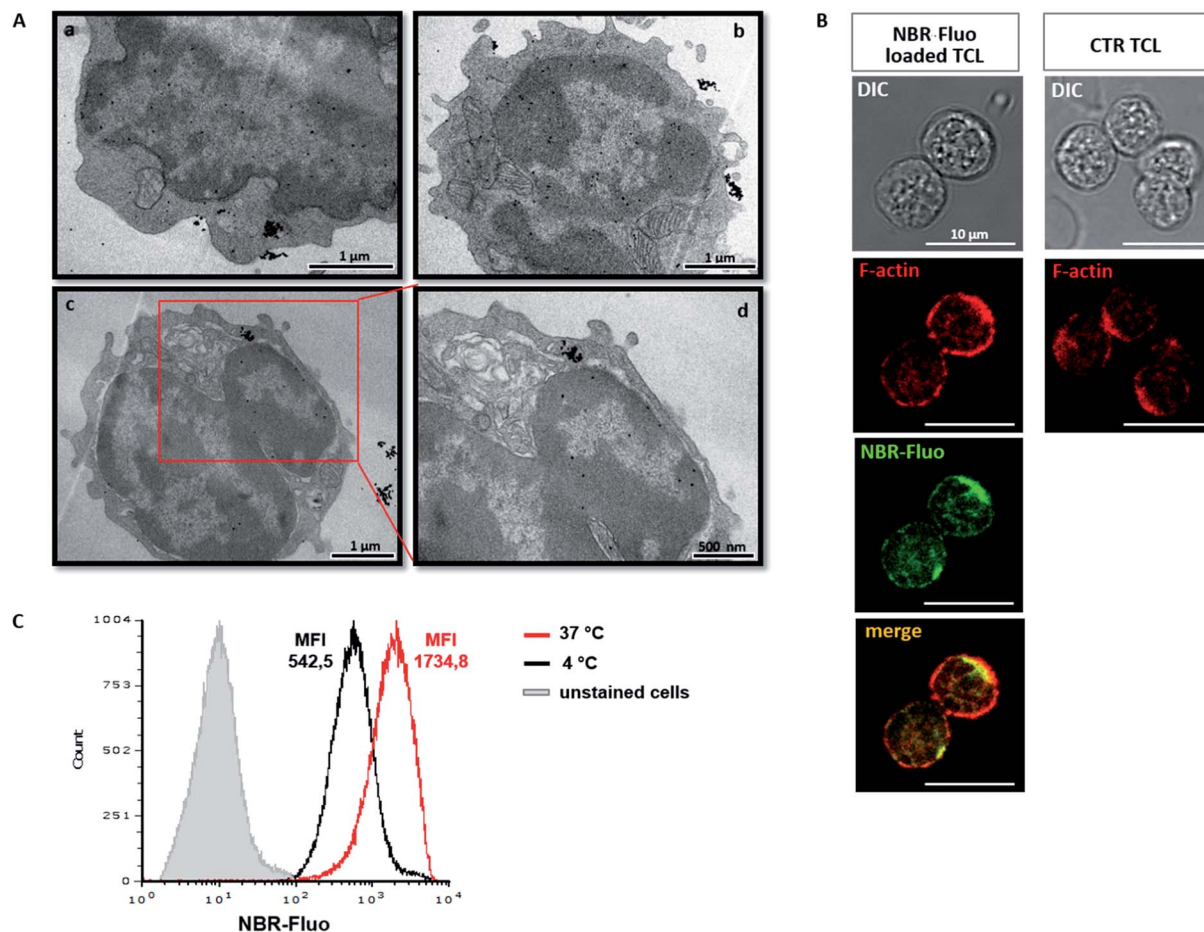 A
a
1 µm
b
1 µm
c
1 µm
d
500 nm
B
NBR-Fluo
loaded TCL
CTR TCL
DIC
10 µm
DIC
F-actin
F-actin
NBR-Fluo
merge
C
1004
753
502
251
0
Count
MFI
542,5
MFI
1734,8
10⁰ 10¹ 10² 10³ 10⁴
NBR-Fluo
37 °C
4 °C
unstained cells